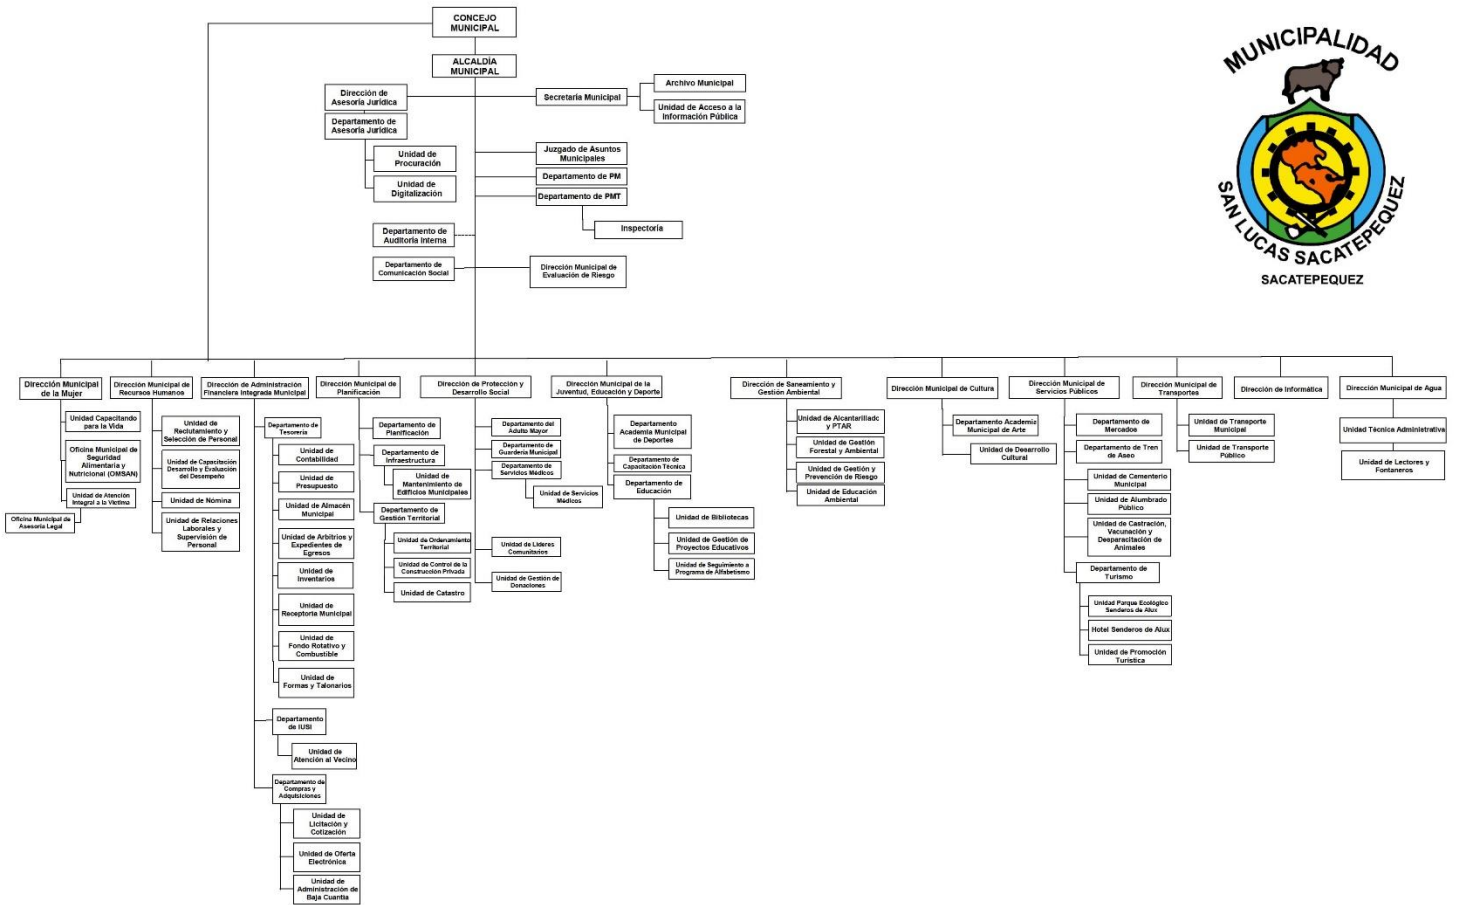 CONCEJO
MUNICIPAL
ALCALDÍA
MUNICIPAL
Dirección de
Asesoría Jurídica
Departamento de
Asesoría Jurídica
Unidad de
Procuración
Unidad de
Digitalización
Secretaria Municipal
Archivo Municipal
Unidad de Acceso a la
Información Pública
Juzgado de Asuntos
Municipales
Departamento de PM
Departamento de PMT
Inspectoría
Departamento de
Auditoría Interna
Departamento de
Comunicación Social
Dirección Municipal de
Evaluación de Riesgo
MUNICIPALIDAD
SAN LUCAS SACATEPEQUEZ
SACATEPEQUEZ
Dirección Municipal
de la Mujer
Unidad Capacitando
para la Vida
Oficina Municipal de
Seguridad
Alimentaria y
Nutricional (OMSAN)
Unidad de Atención
Integral a la Victima
Oficina Municipal de
Asesoría Legal
Dirección Municipal de
Recursos Humanos
Unidad de
Reclutamiento y
Selección de Personal
Unidad de Capacitación
Desarrollo y Evaluación
del Desempeño
Unidad de Nómina
Unidad de Relaciones
Laborales y
Supervisión de
Personal
Dirección de Administración
Financiere Integrada Municipal
Departamento de
Tesorería
Unidad de
Contabilidad
Unidad de
Presupuesto
Unidad de Almacén
Municipal
Unidad de Arbitrios y
Expedientes de
Egresos
Unidad de
Inventarios
Unidad de
Receptoría Municipal
Unidad de
Fondo Rotativo y
Combustible
Unidad de
Formas y Talonarios
Departamento
de IUSI
Unidad de
Atención al Vecino
Departamento de
Compras y
Adquisiciones
Unidad de
Licitación y
Cotización
Unidad de Oferta
Electrónica
Unidad de
Administración de
Baja Cuantía
Dirección Municipal de
Planificación
Departamento de
Planificación
Departamento de
Infraestructura
Unidad de
Mantenimiento de
Edificios Municipales
Departamento de
Gestión Territorial
Unidad de Ordenamiento
Territorial
Unidad de Control de la
Construcción Privada
Unidad de Catastro
Dirección de Protección y
Desarrollo Social
Departamento del
Adulto Mayor
Departamento de
Guardería Municipal
Departamento de
Servicios Médicos
Unidad de Servicios
Médicos
Unidad de Lideres
Comunitarios
Unidad de Gestión de
Donaciones
Dirección Municipal de la
Juventud, Educación y Deporte
Departamento
Academia Municipal
de Deportes
Departamento de
Capacitación Técnica
Departamento de
Educación
Unidad de Bibliotecas
Unidad de Gestión de
Proyectos Educativos
Unidad de Seguimiento a
Programa de Alfabetismo
Dirección de Saneamiento y
Gestión Ambiental
Unidad de Alcantarillado
y PTAR
Unidad de Gestión
Forestal y Ambiental
Unidad de Gestión y
Prevención de Riesgo
Unidad de Educación
Ambiental
Dirección Municipal de Cultura
Departamento Academia
Municipal de Arte
Unidad de Desarrollo
Cultural
Dirección Municipal de
Servicios Públicos
Departamento de
Mercados
Departamento de Tren
de Aseo
Unidad de Cementerio
Municipal
Unidad de Alumbrado
Público
Unidad de Castración,
Vacunación y
Desparacitación de
Animales
Departamento de
Turismo
Unidad Parque Ecológico
Senderos de Alux
Hotel Senderos de Alux
Unidad de Promoción
Turística
Dirección Municipal de
Transportes
Unidad de Transporte
Municipal
Unidad de Transporte
Público
Dirección de Informática
Dirección Municipal de Agua
Unidad Técnica Administrativa
Unidad de Lectores y
Fontaneros